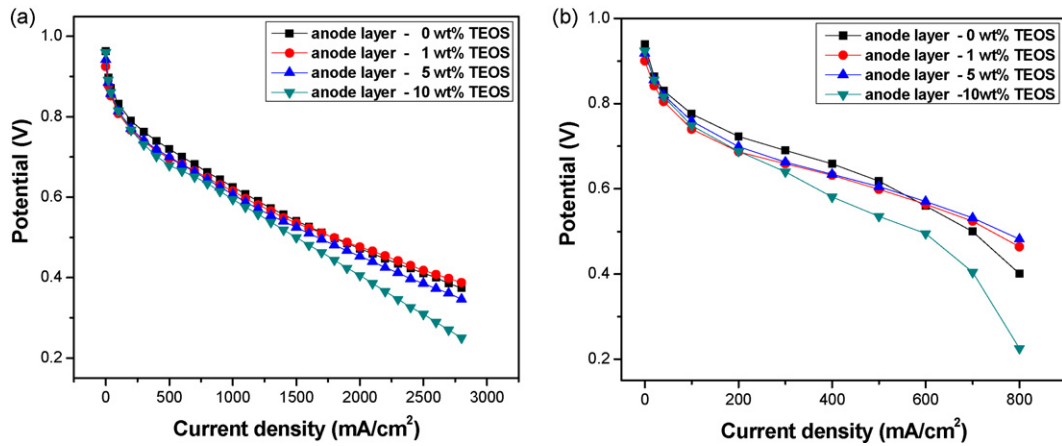 (a)
anode layer - 0 wt% TEOS
anode layer - 1 wt% TEOS
anode layer - 5 wt% TEOS
anode layer - 10 wt% TEOS
1.0
0.8
0.6
0.4
0.2
Potential (V)
0 500 1000 1500 2000 2500 3000
Current density (mA/cm²)
(b)
anode layer - 0 wt% TEOS
anode layer - 1 wt% TEOS
anode layer - 5 wt% TEOS
anode layer -10wt% TEOS
1.0
0.8
0.6
0.4
0.2
Potential (V)
0 200 400 600 800
Current density (mA/cm²)